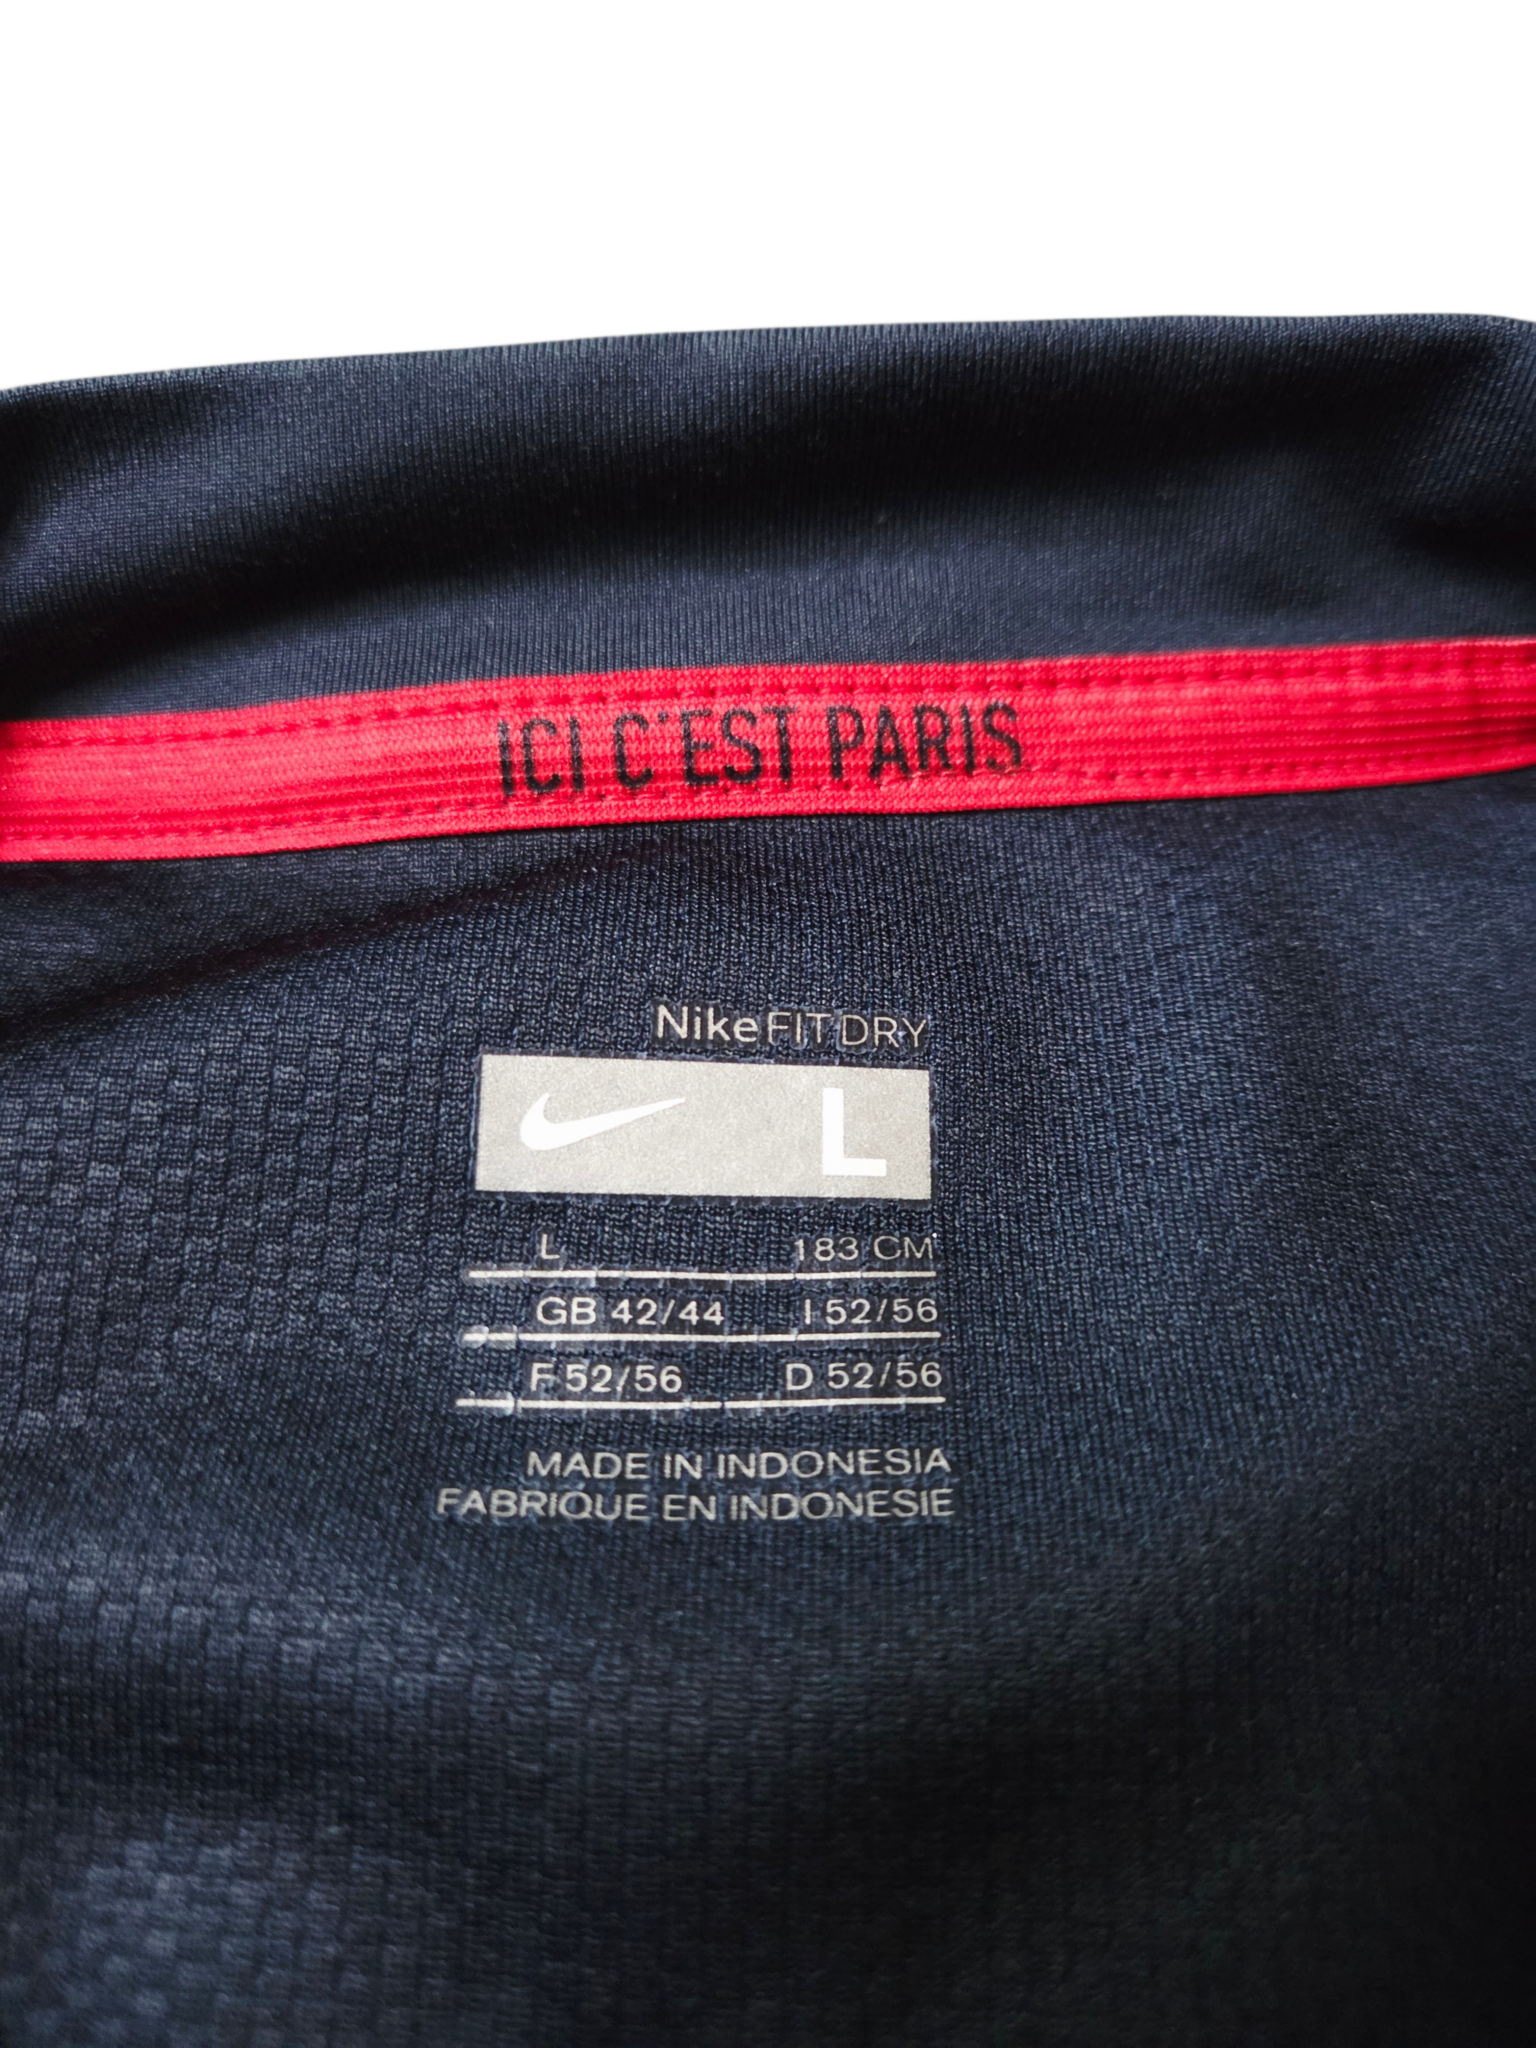 ICI C'EST PARIS
NikeFIT DRY
L
L 183 CM
GB 42/44 I 52/56
F 52/56 D 52/56
MADE IN INDONESIA
FABRIQUE EN INDONESIE